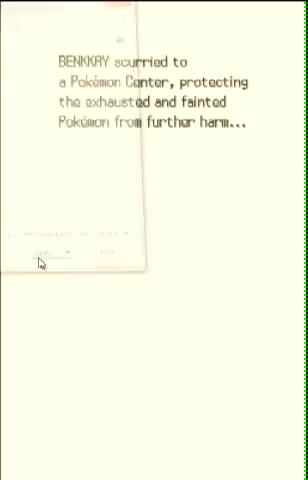 BENKKAY scurried to
a Pokémon Center, protecting
the exhausted and fainted
Pokémon from further harm...